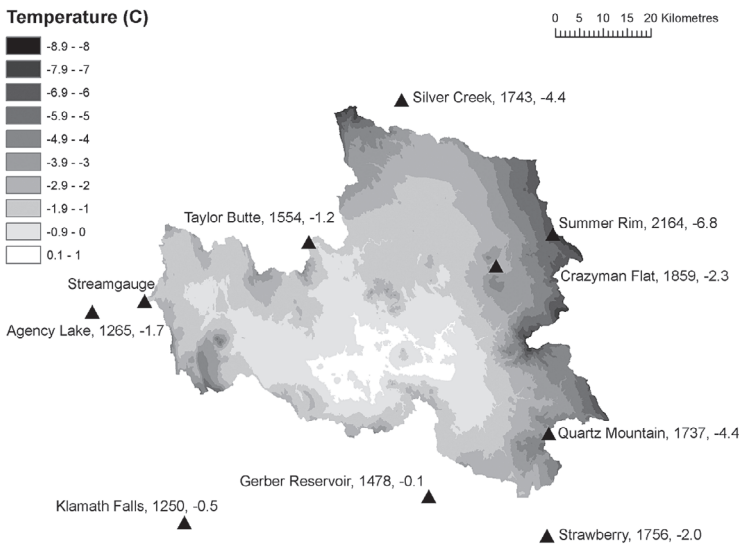 Temperature (C)
0 5 10 15 20 Kilometres
-8.9 - -8
-7.9 - -7
-6.9 - -6
-5.9 - -5
-4.9 - -4
-3.9 - -3
-2.9 - -2
-1.9 - -1
-0.9 - 0
0.1 - 1
Silver Creek, 1743, -4.4
Taylor Butte, 1554, -1.2
Summer Rim, 2164, -6.8
Crazyman Flat, 1859, -2.3
Streamgauge
Agency Lake, 1265, -1.7
Quartz Mountain, 1737, -4.4
Gerber Reservoir, 1478, -0.1
Klamath Falls, 1250, -0.5
Strawberry, 1756, -2.0